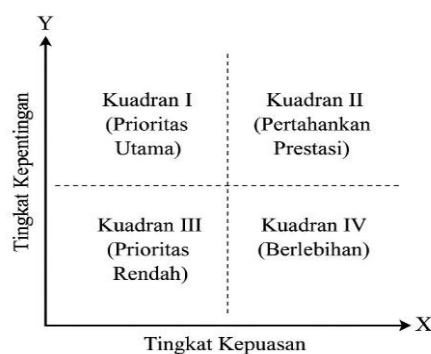 Y
Tingkat Kepentingan
Kuadran I
(Prioritas
Utama)
Kuadran II
(Pertahankan
Prestasi)
Kuadran III
(Prioritas
Rendah)
Kuadran IV
(Berlebihan)
X
Tingkat Kepuasan